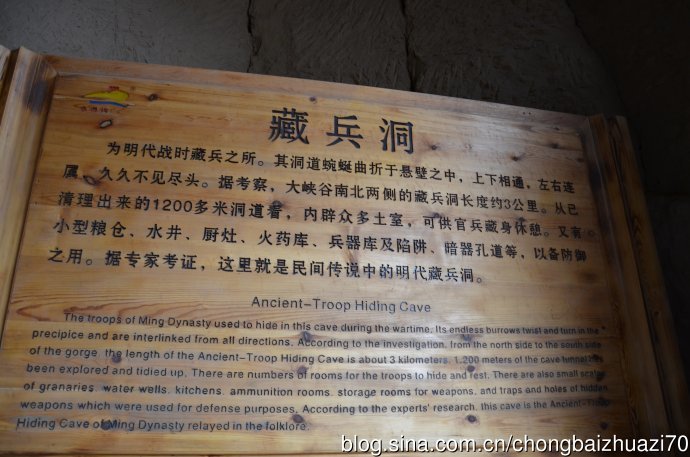 藏兵洞
为明代战时藏兵之所。其洞道蜿蜒曲折于悬壁之中，上下相通，左右连
属，久久不见尽头。据考察，大峡谷南北两侧的藏兵洞长度约3公里。从已
清理出来的1200多米洞道看，内辟众多土室，可供官兵藏身休憩。又有
小型粮仓、水井、厨灶、火药库、兵器库及陷阱、暗器孔道等，以备防御
之用。据专家考证，这里就是民间传说中的明代藏兵洞。
Ancient-Troop Hiding Cave
The troops of Ming Dynasty used to hide in this cave during the wartime. Its endless burrows twist and turn in the
precipice and are interlinked from all directions. According to the investigation, from the north side to the south side
of the gorge, the length of the Ancient-Troop Hiding Cave is about 3 kilometers. 1,200 meters of the cave tunnel
been explored and tidied up. There are numbers of rooms for the troops to hide and rest. There are also small
of granaries, water wells, kitchens, ammunition rooms, storage rooms for weapons, and traps and holes of hidden
weapons which were used for defense purposes. According to the experts' research, this cave is the Ancient-Troop
Hiding Cave of Ming Dynasty relayed in the folklore.
blog.sina.com.cn/chongbaizhuazi70